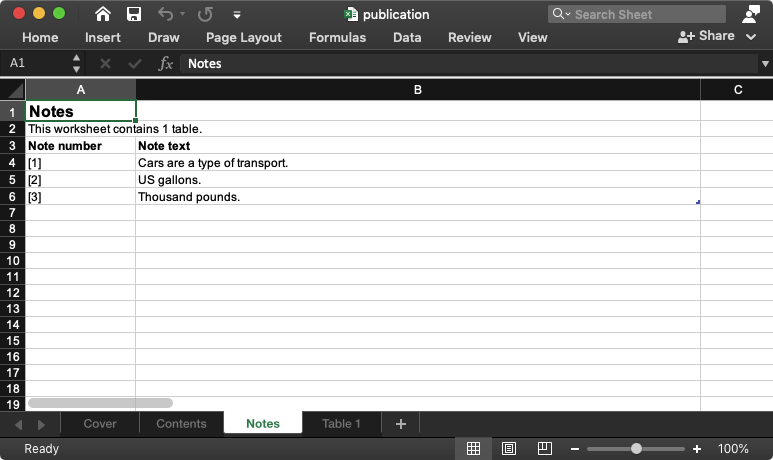 publication
Search Sheet
Home Insert Draw Page Layout Formulas Data Review View Share
A1 fx Notes
A B C
1 Notes
2 This worksheet contains 1 table.
3 Note number Note text
4 [1] Cars are a type of transport.
5 [2] US gallons.
6 [3] Thousand pounds.
7
8
9
10
11
12
13
14
15
16
17
18
19
Cover Contents Notes Table 1 +
Ready - + 100%